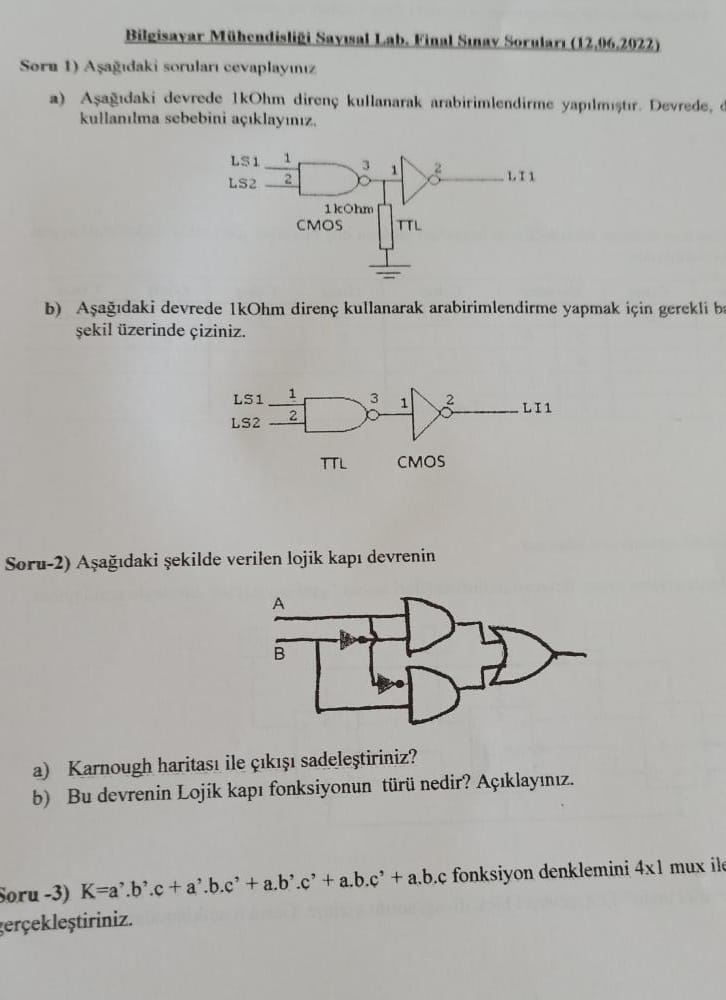 Bilgisayar Mühendisliği Sayısal Lab. Final Sınav Soruları (12.06.2022)
Soru 1) Aşağıdaki soruları cevaplayınız
a) Aşağıdaki devrede 1kOhm direnç kullanarak arabirimlendirme yapılmıştır. Devrede,
kullanılma sebebini açıklayınız.
LS1 1 3 1 2 LI1
LS2 2
1kOhm
CMOS TTL
b) Aşağıdaki devrede 1kOhm direnç kullanarak arabirimlendirme yapmak için gerekli
şekil üzerinde çiziniz.
LS1 1 3 1 2 LI1
LS2 2
TTL CMOS
Soru-2) Aşağıdaki şekilde verilen lojik kapı devrenin
A
B
a) Karnough haritası ile çıkışı sadeleştiriniz?
b) Bu devrenin Lojik kapı fonksiyonun türü nedir? Açıklayınız.
Soru -3) K=a’.b’.c + a’.b.c’ + a.b’.c’ + a.b.c’ + a.b.c fonksiyon denklemini 4x1 mux ile
gerçekleştiriniz.